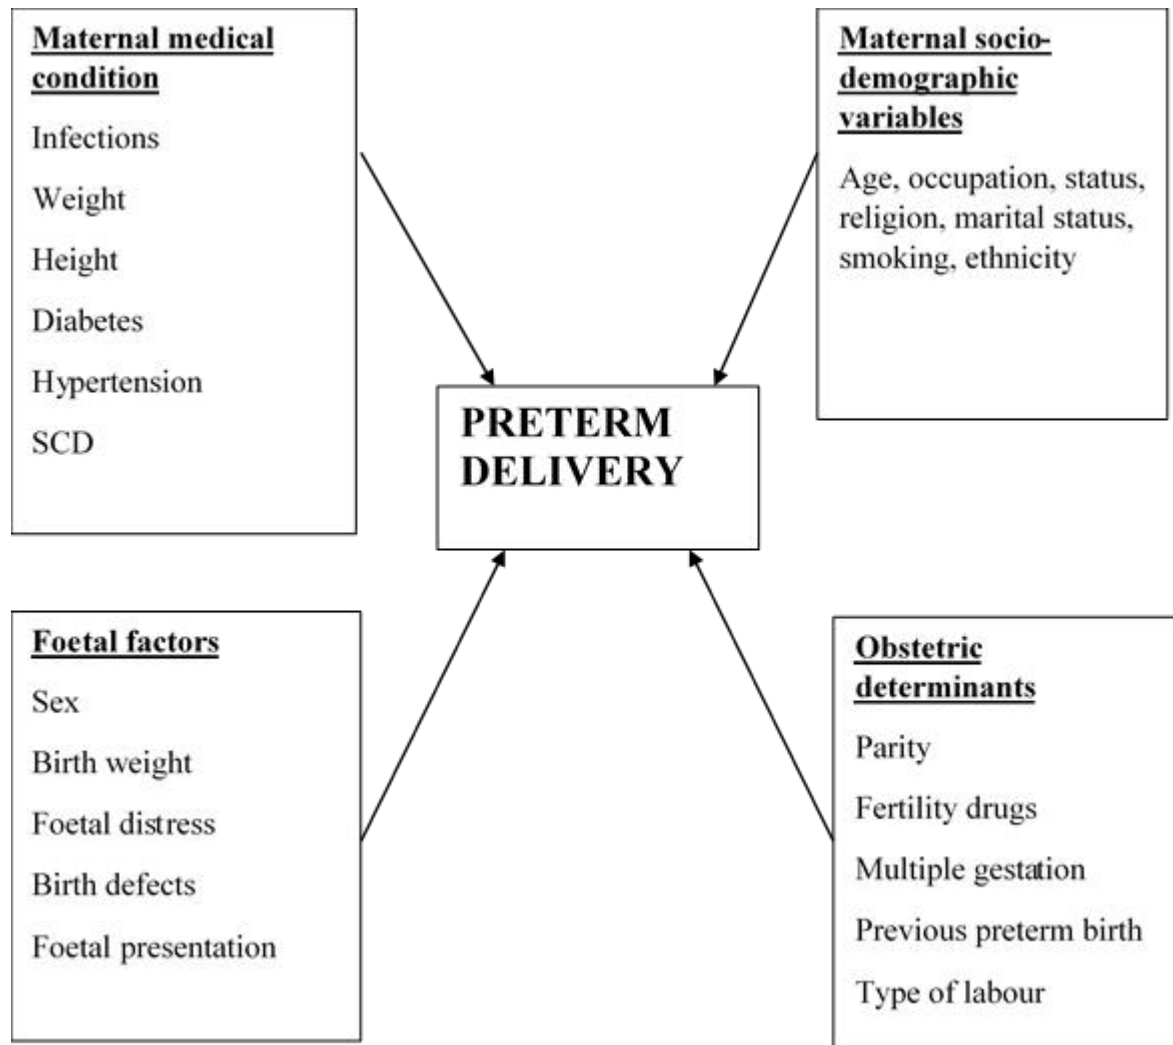 Maternal medical
condition
Infections
Weight
Height
Diabetes
Hypertension
SCD
Maternal socio-
demographic
variables
Age, occupation, status,
religion, marital status,
smoking, ethnicity
PRETERM
DELIVERY
Foetal factors
Sex
Birth weight
Foetal distress
Birth defects
Foetal presentation
Obstetric
determinants
Parity
Fertility drugs
Multiple gestation
Previous preterm birth
Type of labour